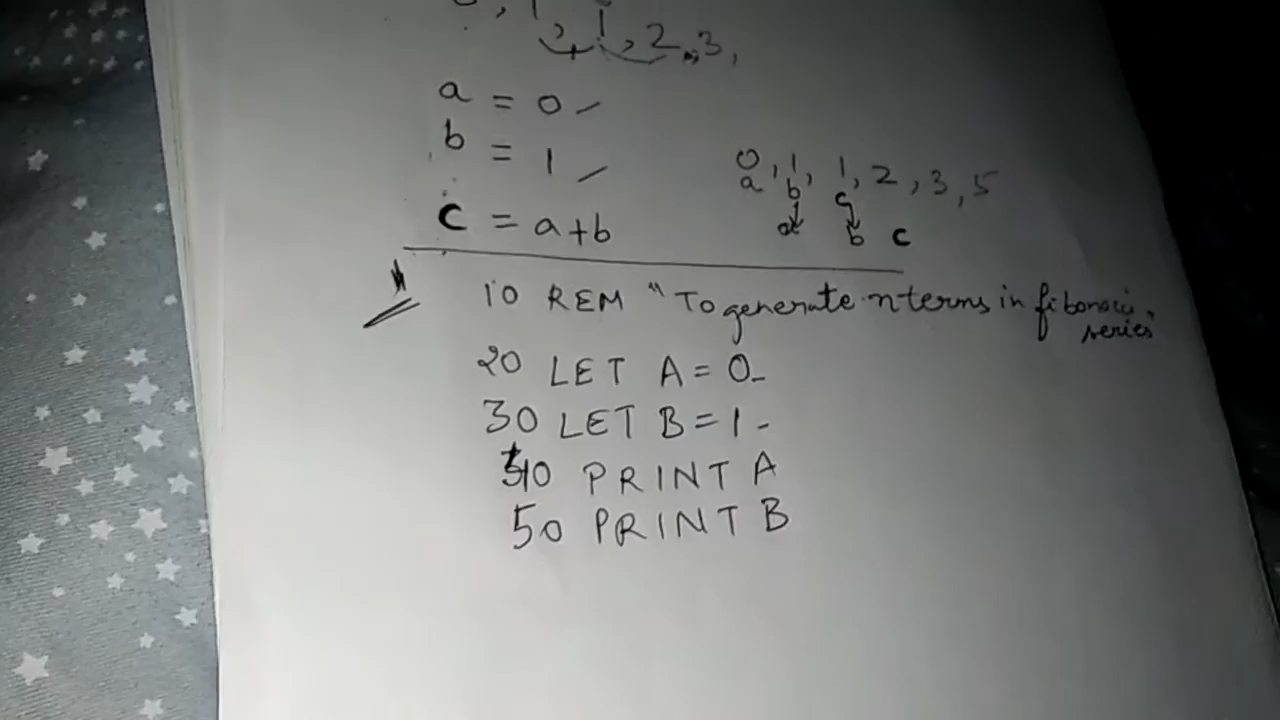 , 1, 1, 2, 3,
a = 0
b = 1
0, 1, 1, 2, 3, 5
a b c
a b c
c = a+b
10 REM "To generate n terms in fibonacci
series"
20 LET A = 0
30 LET B = 1
40 PRINT A
50 PRINT B